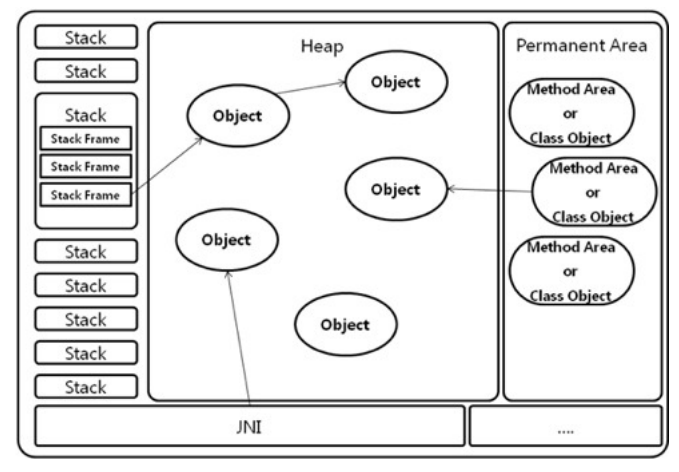 Stack
Stack
Stack
Stack Frame
Stack Frame
Stack Frame
Stack
Stack
Stack
Stack
Stack
Heap
Object
Object
Object
Object
Object
Permanent Area
Method Area
or
Class Object
Method Area
or
Class Object
Method Area
or
Class Object
JNI
....